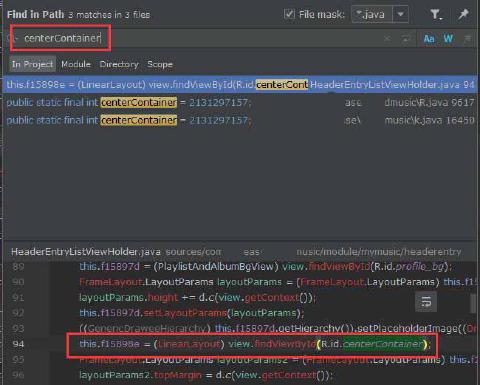 Find in Path 3 matches in 3 files File mask: *.java
centerContainer Aa W
In Project Module Directory Scope
this.f15898e = (LinearLayout) view.findViewById(R.id.centerCont HeaderEntryListViewHolder.java 94
public static final int centerContainer = 2131297157; dmusic\R.java 9617
public static final int centerContainer = 2131297157; music\k.java 16450
HeaderEntryListViewHolder.java sources/com eas music/module/mymusic/headerentry
89 this.f15897d = (PlaylistAndAlbumBgView) view.findViewById(R.id.profile_bg);
90 FrameLayout.LayoutParams layoutParams = (FrameLayout.LayoutParams) this.f15
91 layoutParams.height += d.c(view.getContext());
92 this.f15897d.setLayoutParams(layoutParams);
93 ((GenericDraweeHierarchy) this.f15897d.getHierarchy()).setPlaceholderImage((Dr
94 this.f15898e = (LinearLayout) view.findViewById(R.id.centerContainer);
95 FrameLayout.LayoutParams layoutParams2 = (FrameLayout.LayoutParams) this
96 layoutParams2.topMargin = d.c(view.getContext());